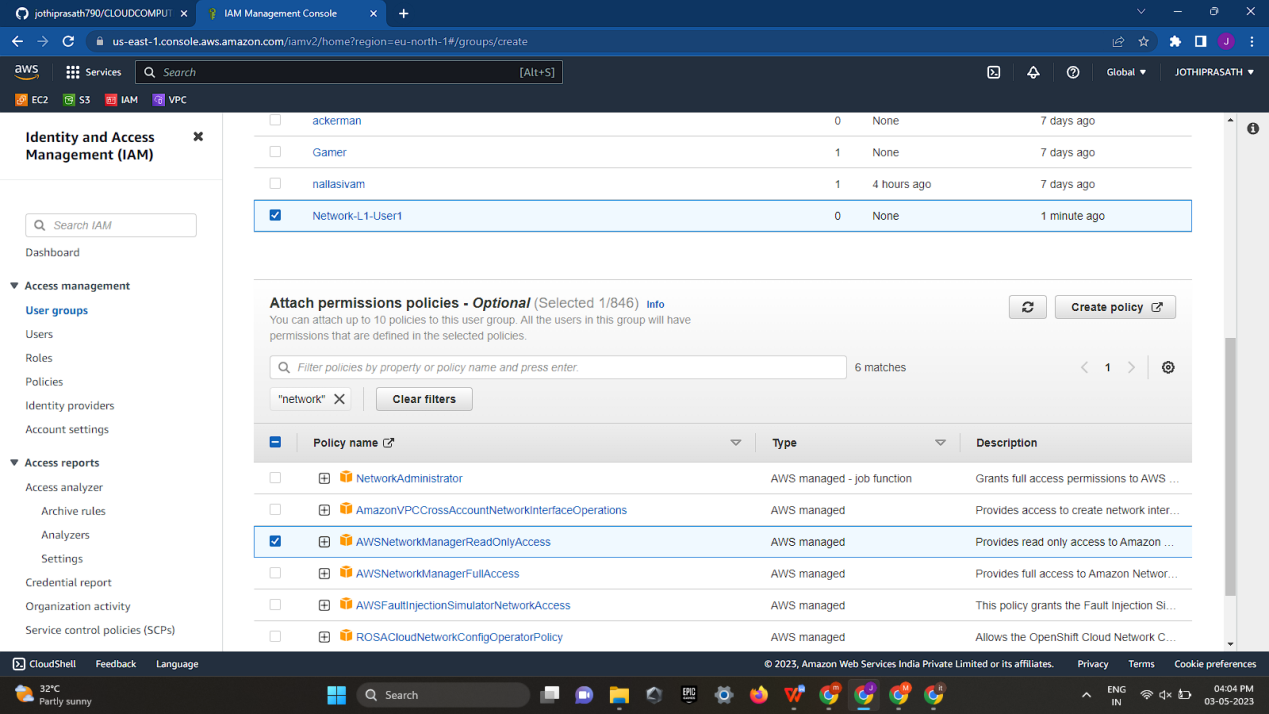 jothiprasath790/CLOUDCOMPUT
IAM Management Console
us-east-1.console.aws.amazon.com/iamv2/home?region=eu-north-1#/groups/create
J
aws
Services
Search
[Alt+S]
Global
JOTHIPRASATH
EC2
S3
IAM
VPC
Identity and Access
Management (IAM)
Search IAM
Dashboard
Access management
User groups
Users
Roles
Policies
Identity providers
Account settings
Access reports
Access analyzer
Archive rules
Analyzers
Settings
Credential report
Organization activity
Service control policies (SCPs)
ackerman 0 None 7 days ago
Gamer 1 None 7 days ago
nallasivam 1 4 hours ago 7 days ago
Network-L1-User1 0 None 1 minute ago
Attach permissions policies - Optional (Selected 1/846) Info
You can attach up to 10 policies to this user group. All the users in this group will have
permissions that are defined in the selected policies.
Create policy
Filter policies by property or policy name and press enter.
6 matches
1
"network"
Clear filters
Policy name Type Description
NetworkAdministrator AWS managed - job function Grants full access permissions to AWS ...
AmazonVPCCrossAccountNetworkInterfaceOperations AWS managed Provides access to create network inter...
AWSNetworkManagerReadOnlyAccess AWS managed Provides read only access to Amazon ...
AWSNetworkManagerFullAccess AWS managed Provides full access to Amazon Networ...
AWSFaultInjectionSimulatorNetworkAccess AWS managed This policy grants the Fault Injection Si...
ROSACloudNetworkConfigOperatorPolicy AWS managed Allows the OpenShift Cloud Network C...
CloudShell
Feedback
Language
© 2023, Amazon Web Services India Private Limited or its affiliates.
Privacy
Terms
Cookie preferences
32°C
Partly sunny
Search
ENG
IN
04:04 PM
03-05-2023